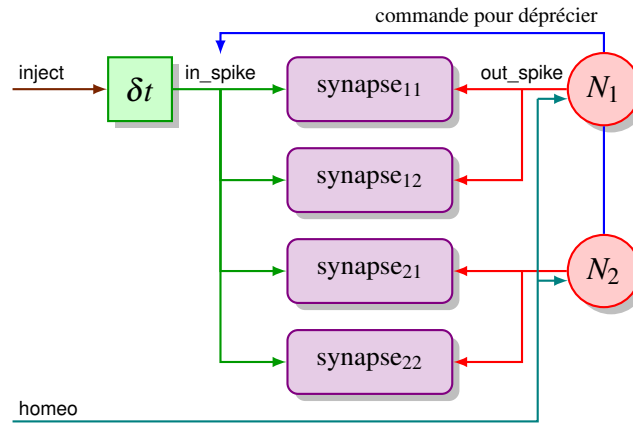 commande pour déprécier
inject
δt
in_spike
synapse₁₁
out_spike
N₁
synapse₁₂
synapse₂₁
N₂
synapse₂₂
homeo